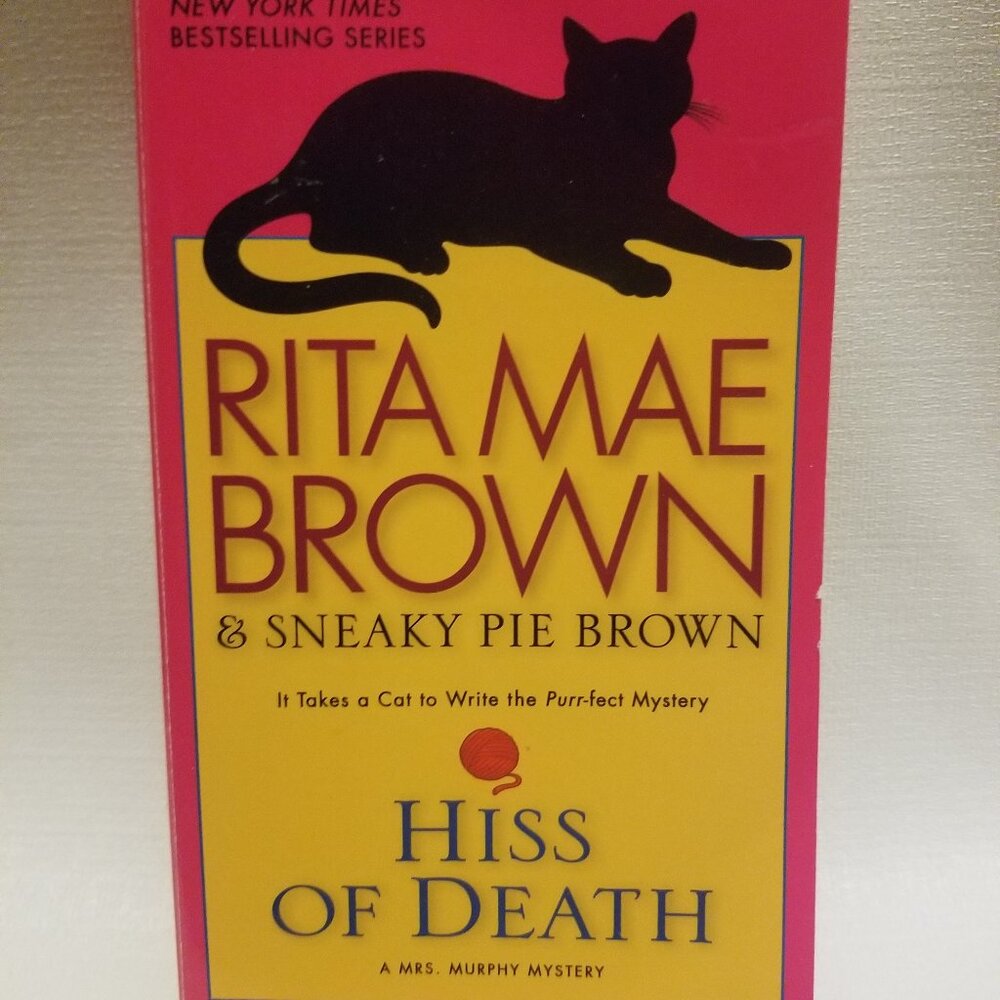 NEW YORK TIMES
BESTSELLING SERIES
RITA MAE
BROWN
& SNEAKY PIE BROWN
It Takes a Cat to Write the Purr-fect Mystery
HISS
OF DEATH
A MRS. MURPHY MYSTERY